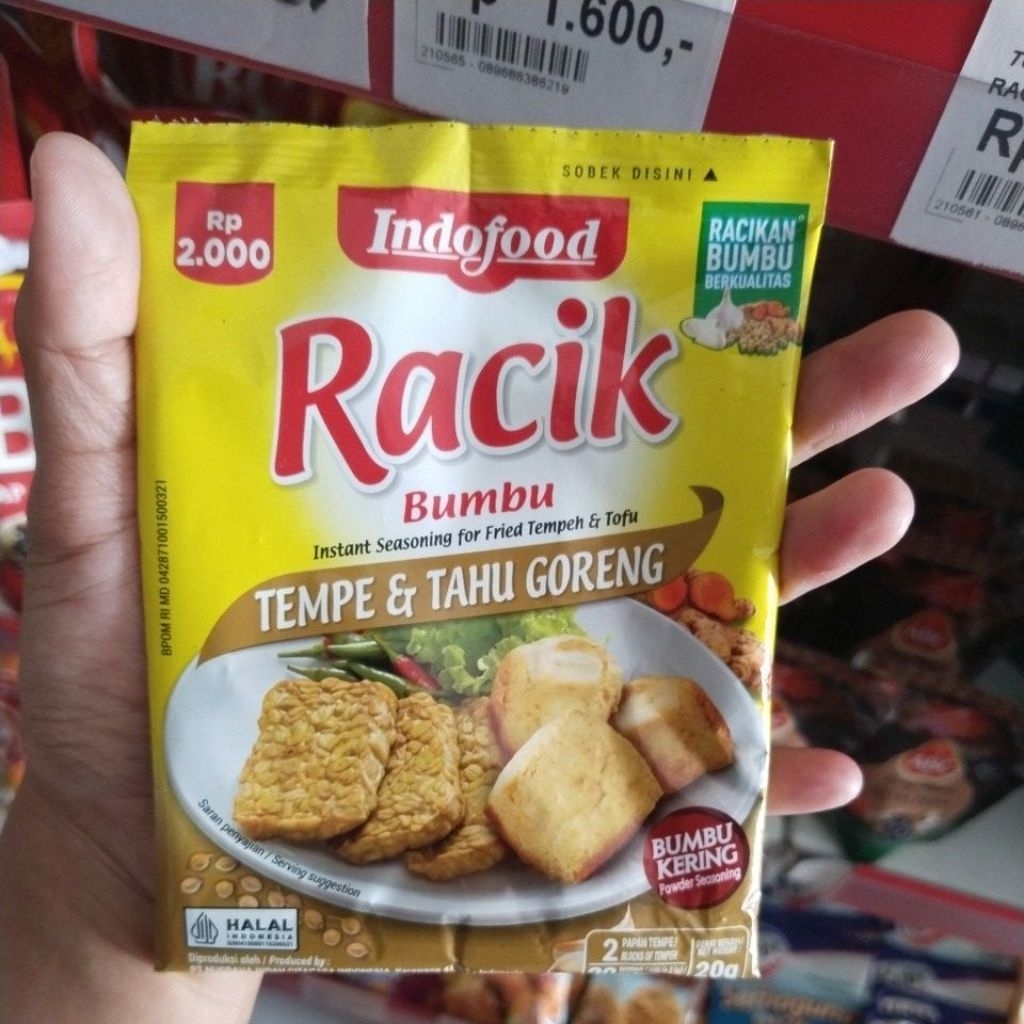 1.600,-
210565 - 089686386219
Rp
210561 - 0896
SOBEK DISINI ▲
Rp
2.000
Indofood
RACIKAN
BUMBU
BERKUALITAS
Racik
Bumbu
Instant Seasoning for Fried Tempeh & Tofu
TEMPE & TAHU GORENG
BPOM RI MD 042871001500321
Saran penyajian / Serving suggestion
BUMBU
KERING
Powder Seasoning
HALAL
INDONESIA
Diproduksi oleh / Produced by :
2 PAPAN TEMPE/
BLOCKS OF TEMPEH
NET WEIGHT :
20g